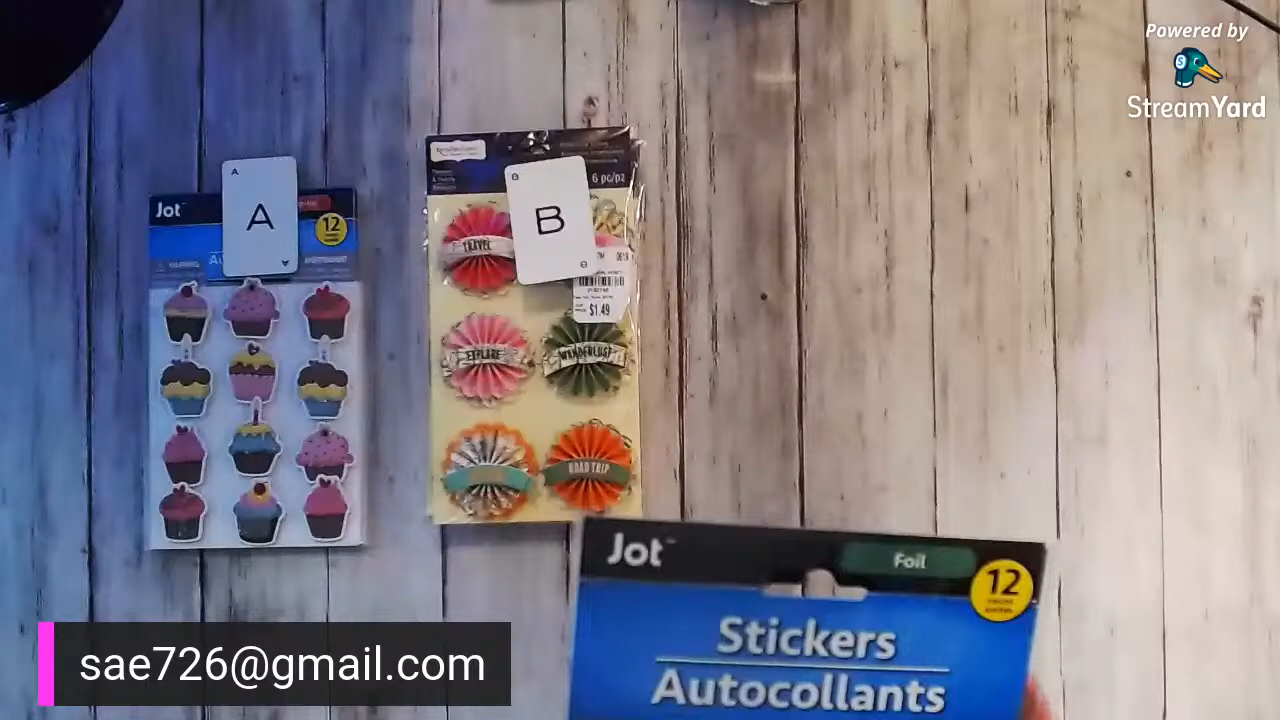 Powered by
StreamYard
Jot
12
A
A
A
B
B
B
6 pc/pz
TRAVEL
$1.49
EXPLORE
WANDERLUST
ROAD TRIP
Jot™
Foil
12
Stickers
Autocollants
sae726@gmail.com